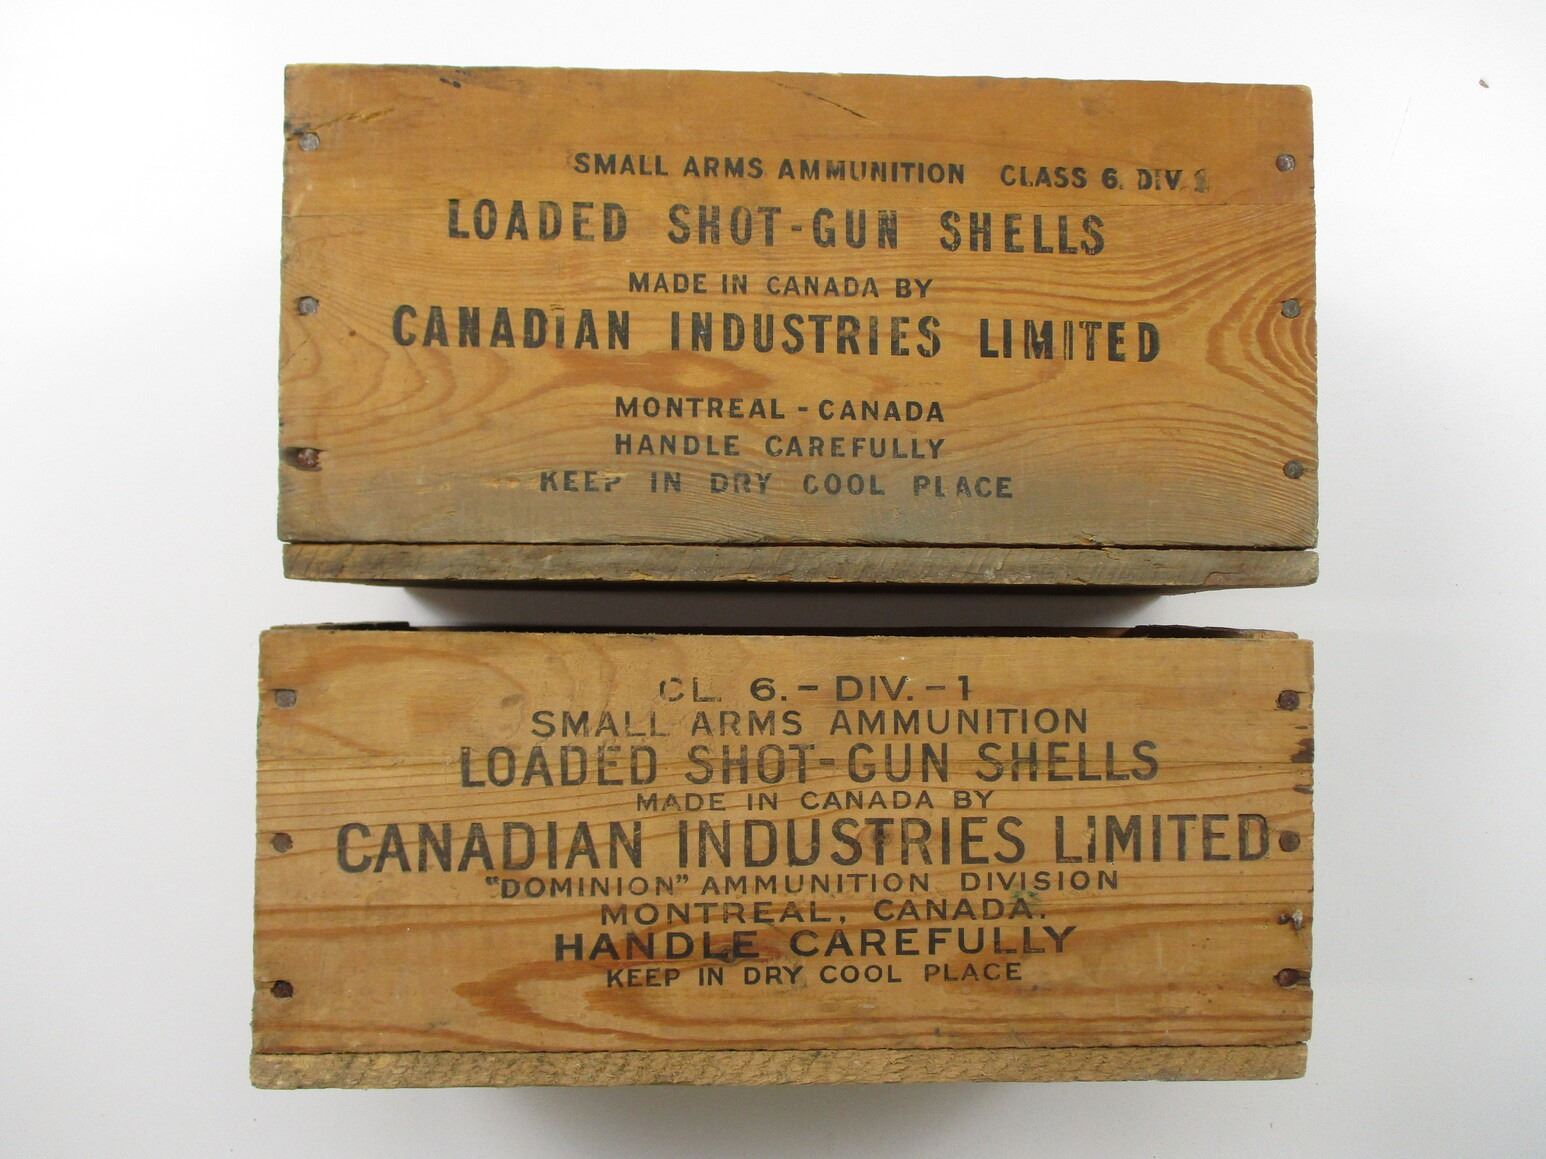 SMALL ARMS AMMUNITION CLASS 6. DIV.
LOADED SHOT-GUN SHELLS
MADE IN CANADA BY
CANADIAN INDUSTRIES LIMITED
MONTREAL - CANADA
HANDLE CAREFULLY
KEEP IN DRY COOL PLACE
CL. 6. - DIV. - 1
SMALL ARMS AMMUNITION
LOADED SHOT-GUN SHELLS
MADE IN CANADA BY
CANADIAN INDUSTRIES LIMITED
"DOMINION" AMMUNITION DIVISION
MONTREAL, CANADA.
HANDLE CAREFULLY
KEEP IN DRY COOL PLACE